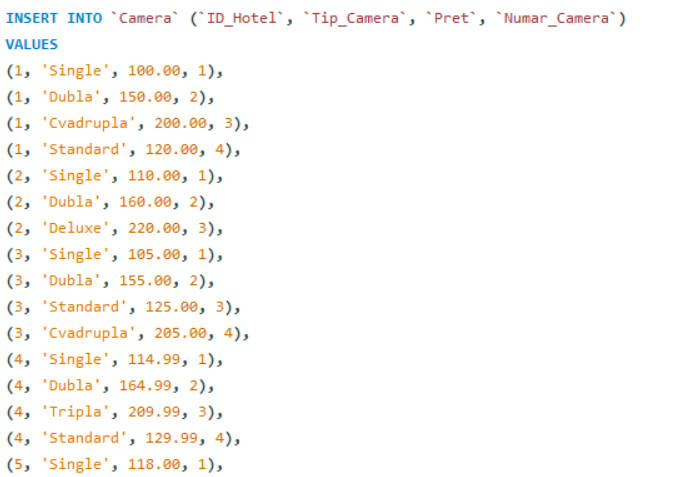 INSERT INTO `Camera` (`ID_Hotel`, `Tip_Camera`, `Pret`, `Numar_Camera`)
VALUES
(1, 'Single', 100.00, 1),
(1, 'Dubla', 150.00, 2),
(1, 'Cvadrupla', 200.00, 3),
(1, 'Standard', 120.00, 4),
(2, 'Single', 110.00, 1),
(2, 'Dubla', 160.00, 2),
(2, 'Deluxe', 220.00, 3),
(3, 'Single', 105.00, 1),
(3, 'Dubla', 155.00, 2),
(3, 'Standard', 125.00, 3),
(3, 'Cvadrupla', 205.00, 4),
(4, 'Single', 114.99, 1),
(4, 'Dubla', 164.99, 2),
(4, 'Tripla', 209.99, 3),
(4, 'Standard', 129.99, 4),
(5, 'Single', 118.00, 1),